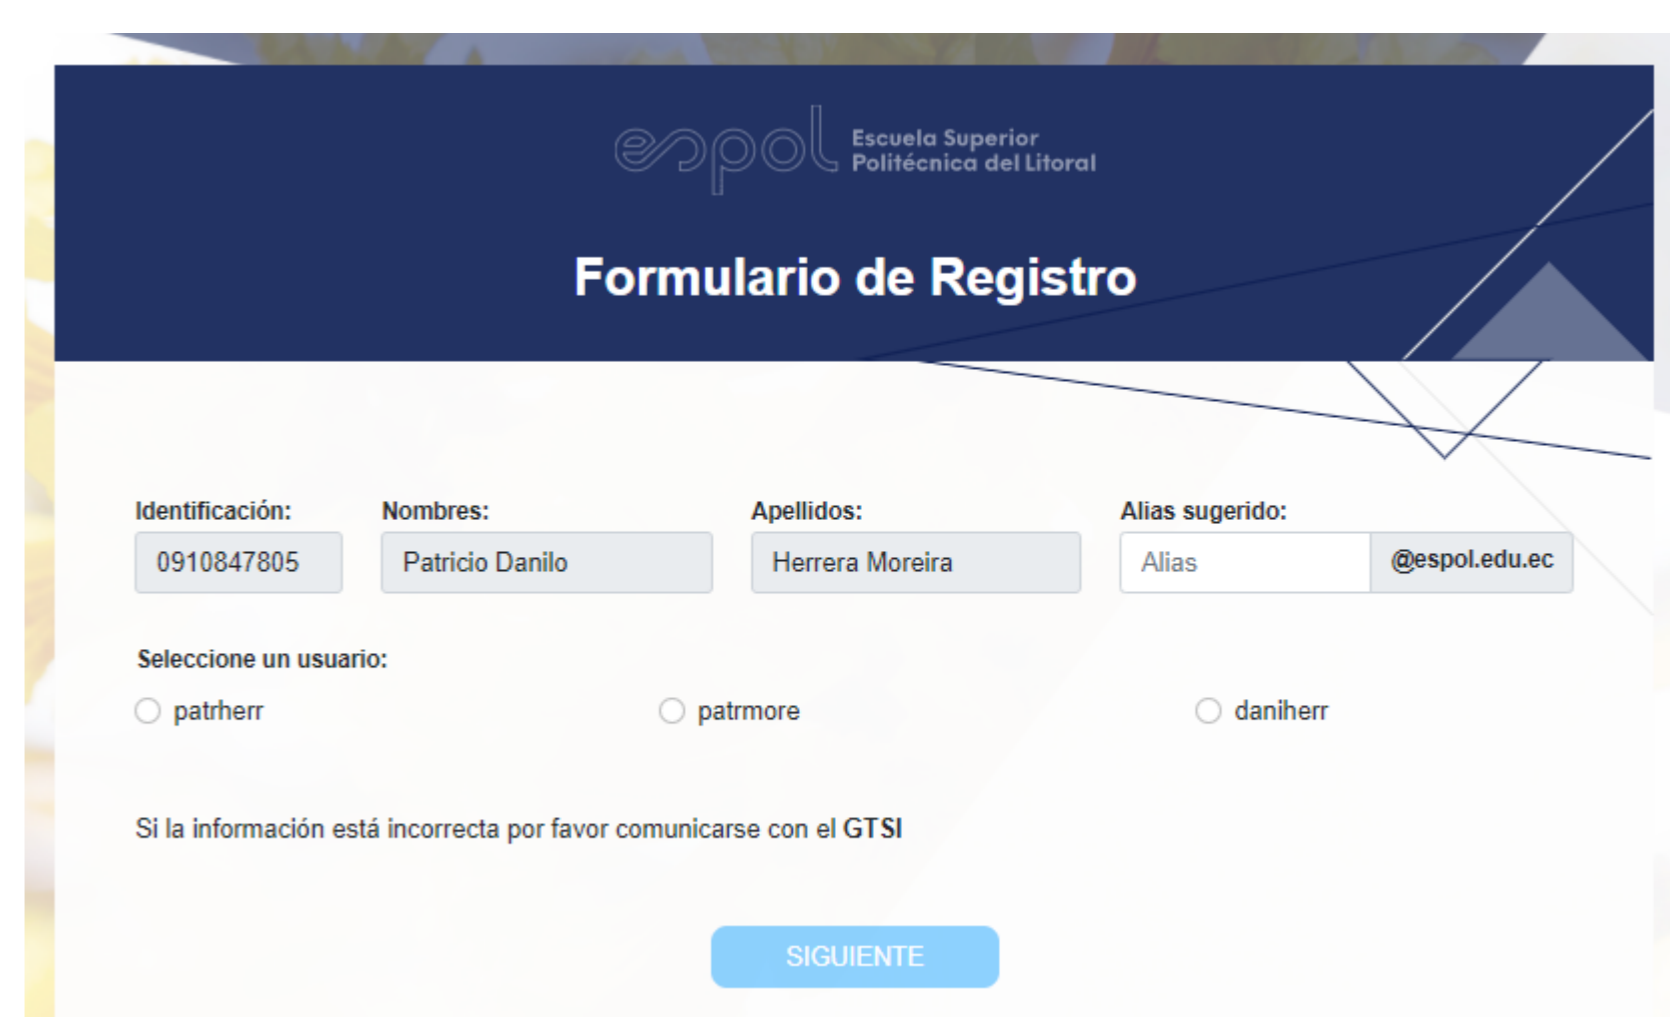 espol Escuela Superior
Politécnica del Litoral
Formulario de Registro
Identificación: Nombres: Apellidos: Alias sugerido:
0910847805 Patricio Danilo Herrera Moreira Alias @espol.edu.ec
Seleccione un usuario:
patrherr patrmore daniherr
Si la información está incorrecta por favor comunicarse con el GTSI
SIGUIENTE